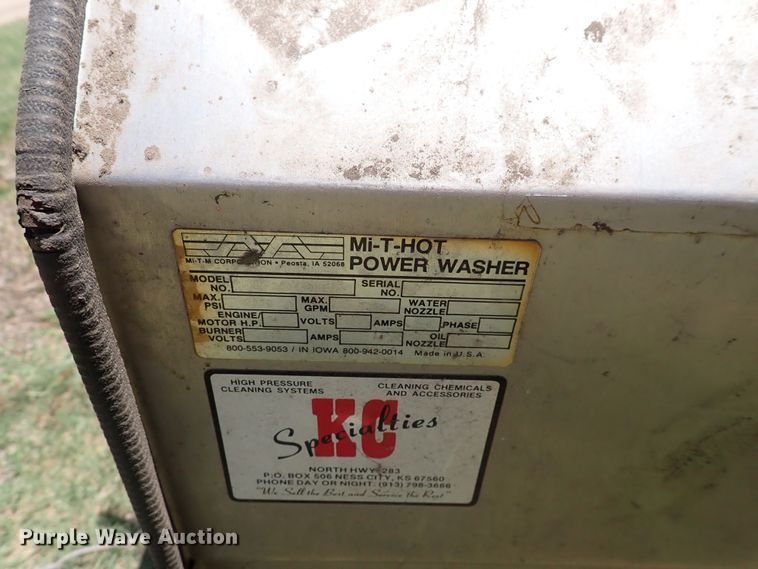 Mi-T-HOT
POWER WASHER
MI-T-M CORPORATION • Peosta, IA 52068
MODEL NO. SERIAL NO.
MAX. PSI MAX. GPM WATER NOZZLE
ENGINE/ MOTOR H.P. VOLTS AMPS PHASE
BURNER VOLTS AMPS OIL NOZZLE
800-553-9053 / IN IOWA 800-942-0014 Made in U.S.A.
HIGH PRESSURE CLEANING SYSTEMS
CLEANING CHEMICALS AND ACCESSORIES
KC
Specialties
NORTH HWY. 283
P.O. BOX 506 NESS CITY, KS 67560
PHONE DAY OR NIGHT: (913) 798-3666
"We Sell the Best and Service the Rest"
Purple Wave Auction